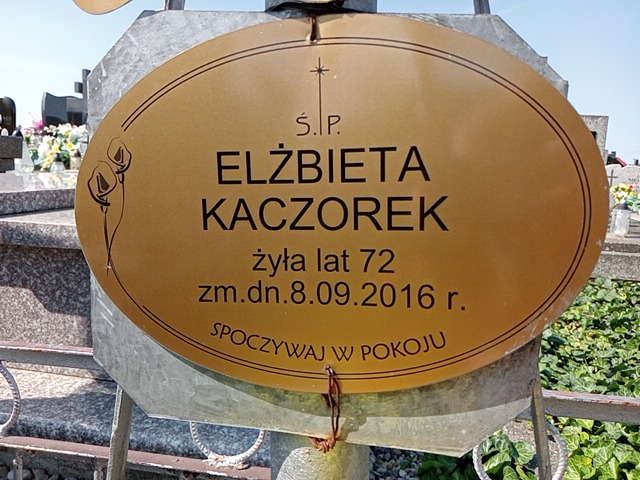 Ś.P.
ELŻBIETA
KACZOREK
żyła lat 72
zm.dn.8.09.2016 r.
SPOCZYWAJ W POKOJU